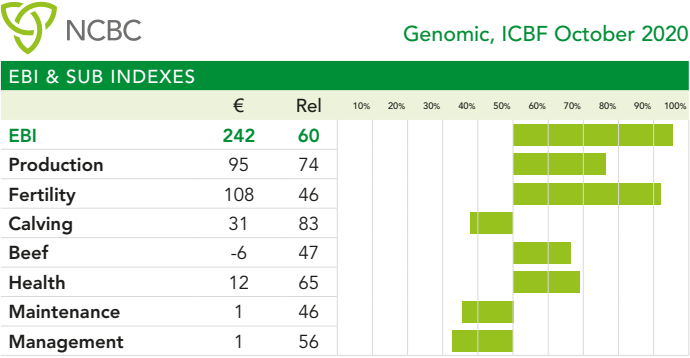 NCBC
Genomic, ICBF October 2020
EBI & SUB INDEXES
€ Rel 10% 20% 30% 40% 50% 60% 70% 80% 90% 100%
EBI 242 60
Production 95 74
Fertility 108 46
Calving 31 83
Beef -6 47
Health 12 65
Maintenance 1 46
Management 1 56